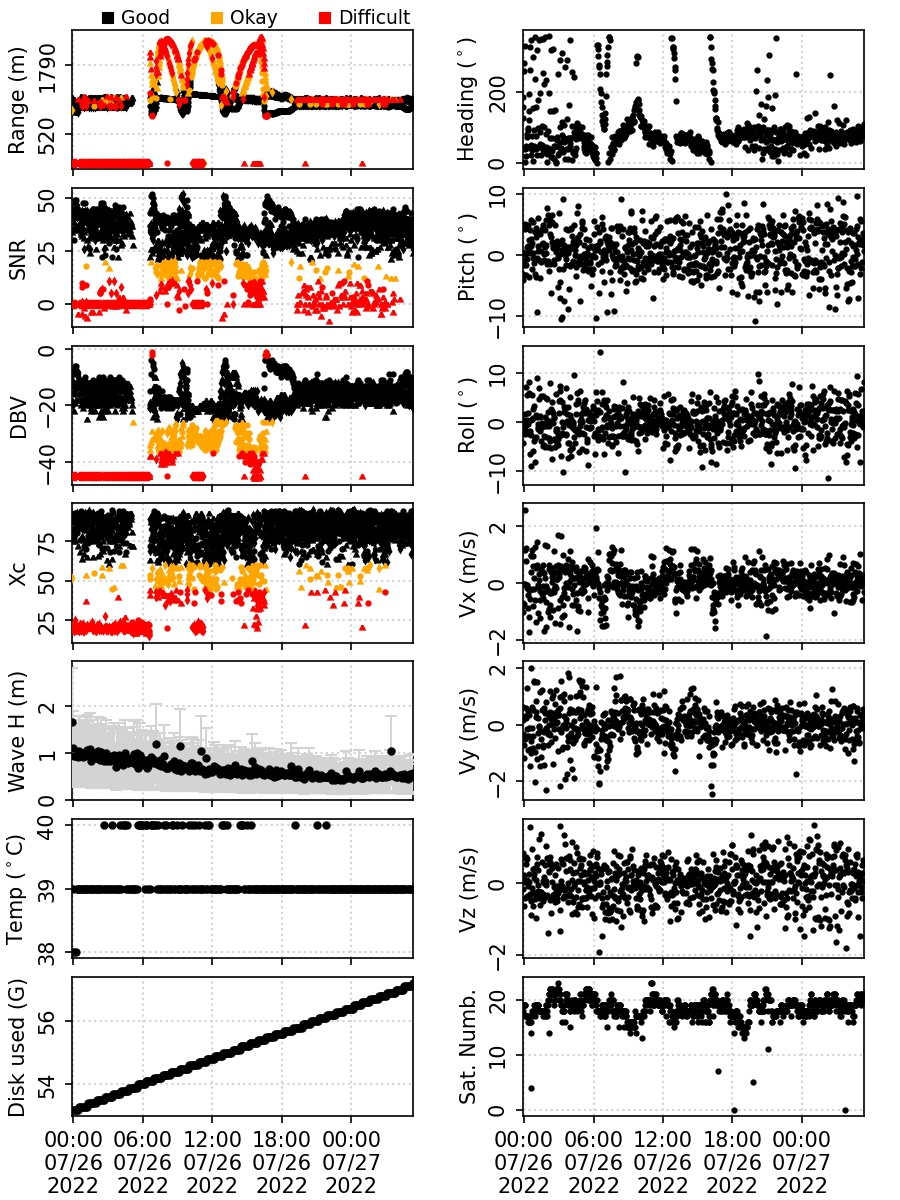 Good Okay Difficult
Range (m)
1790
520
Heading (°)
200
0
SNR
50
25
0
Pitch (°)
10
0
−10
DBV
0
−20
−40
Roll (°)
10
0
−10
Xc
75
50
25
Vx (m/s)
2
0
−2
Wave H (m)
2
1
0
Vy (m/s)
2
0
−2
Temp (°C)
40
39
38
Vz (m/s)
0
−2
Disk used (G)
56
54
Sat. Numb.
20
10
0
00:00 06:00 12:00 18:00 00:00
07/26 07/26 07/26 07/26 07/27
2022 2022 2022 2022 2022
00:00 06:00 12:00 18:00 00:00
07/26 07/26 07/26 07/26 07/27
2022 2022 2022 2022 2022